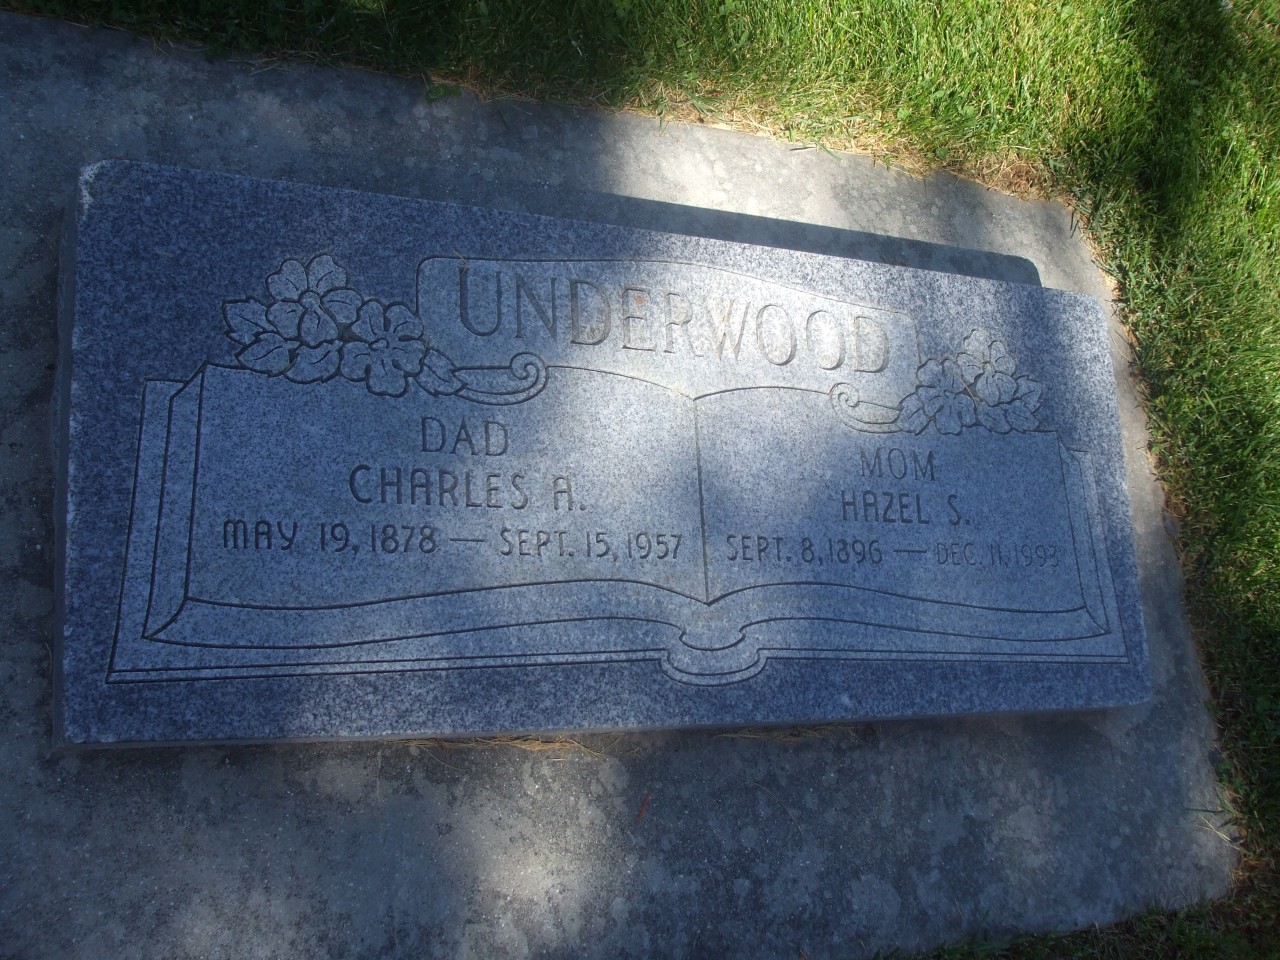 UNDERWOOD
DAD
CHARLES A.
MAY 19, 1878 — SEPT. 15, 1957
MOM
HAZEL S.
SEPT. 8, 1896 — DEC. 11, 1993